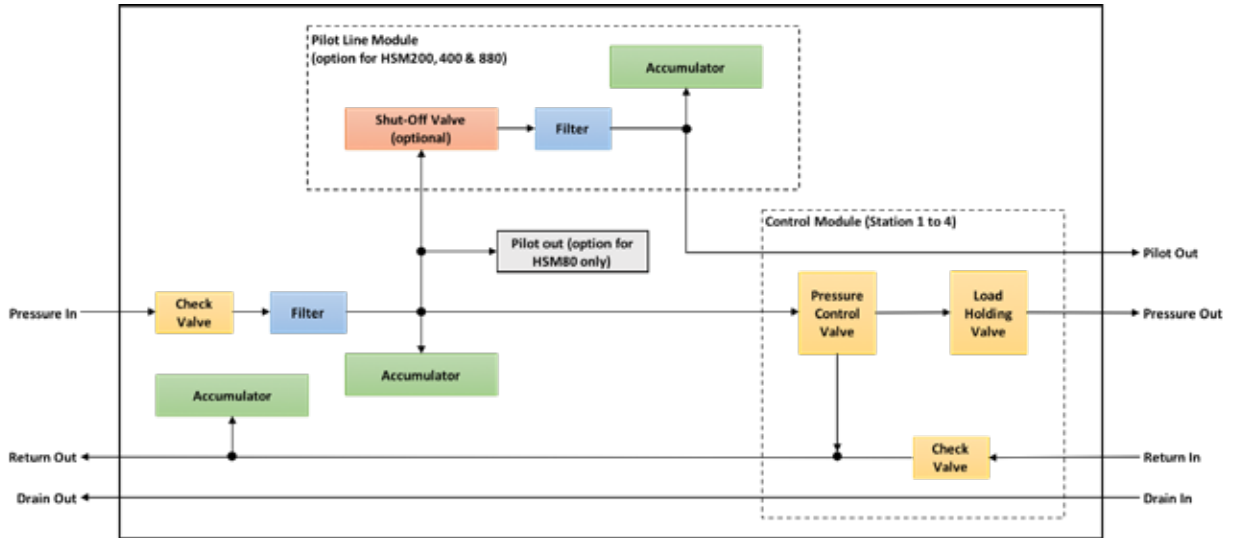 Pilot Line Module
(option for HSM200, 400 & 880)
Accumulator
Shut-Off Valve
(optional)
Filter
Control Module (Station 1 to 4)
Pilot out (option for
HSM80 only)
Pilot Out
Pressure In
Check
Valve
Filter
Pressure
Control
Valve
Load
Holding
Valve
Pressure Out
Accumulator
Accumulator
Return Out
Check
Valve
Return In
Drain Out
Drain In